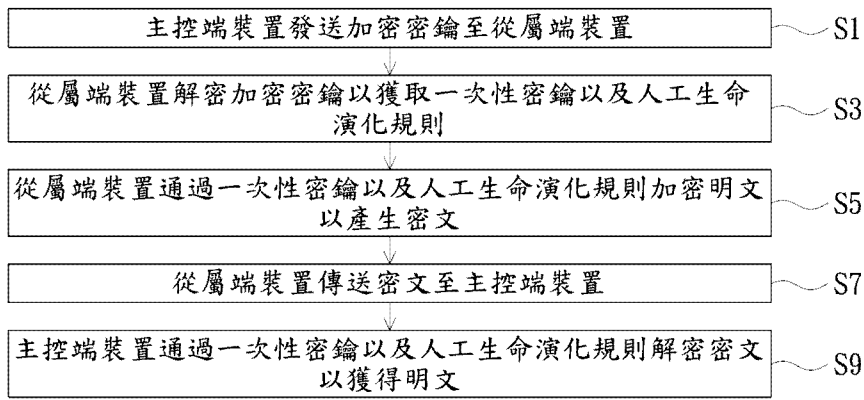 主控端裝置發送加密密鑰至從屬端裝置 S1
從屬端裝置解密加密密鑰以獲取一次性密鑰以及人工生命
演化規則 S3
從屬端裝置通過一次性密鑰以及人工生命演化規則加密明文
以產生密文 S5
從屬端裝置傳送密文至主控端裝置 S7
主控端裝置通過一次性密鑰以及人工生命演化規則解密密文
以獲得明文 S9